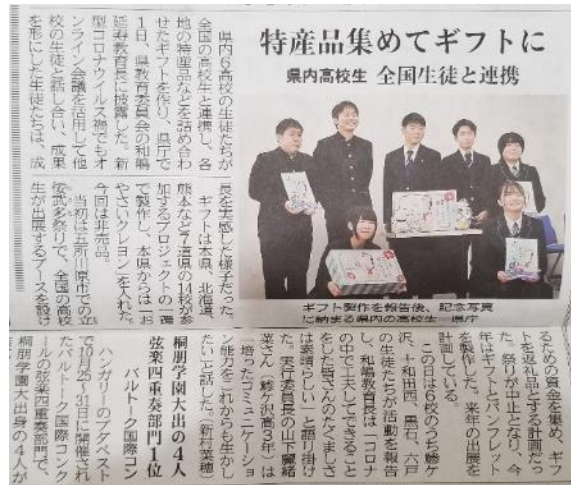 特産品集めてギフトに
県内高校生 全国生徒と連携
県内６高校の生徒たちが
全国の高校生と連携し、各
地の特産品などを詰め合わ
せたギフトを作り、県庁で
１日、県教育委員会の和嶋
延寿教育長に披露した。新
型コロナウイルス禍でもオ
ンライン会議を活用して他
校の生徒と話し合い、成果
を形にした生徒たちは、成
長を実感した様子だった。
ギフトは本県、北海道、
熊本など７道県の14校が参
加するプロジェクトの一環
で製作し、本県からは「お
やさいクレヨン」を入れた。
今回は非売品。
当初は五所川原市での立
佞武多祭りで、全国の高校
生が出展するブースを設け
ギフト製作を報告後、記念写真
に納まる県内の高校生＝県庁
るための資金を集め、
トを返礼品とする計画だっ
た。祭りが中止となり、今
年はギフトとパンフレット
を製作した。来年の出展を
計画している。
この日は６校のうち鰺ケ
沢、十和田西、黒石、六戸
の生徒たちが活動を報告
し、和嶋教育長は「コロナ
の中で工夫してできること
をした皆さんのたくましさ
は素晴らしい」と語り掛け
た。実行委員長の山下
菜さん（鰺ケ沢高３年）は
「培ったコミュニケーショ
ン能力をこれからも生かし
たい」と話した。（新村菜穂）
桐朋学園大出の４人
弦楽四重奏部門１位
バルトーク国際コン
ハンガリーのブダペスト
で10月25～31日に開催され
たバルトーク国際コンク
ールの弦楽四重奏部門で、
桐朋学園大出身の４人が